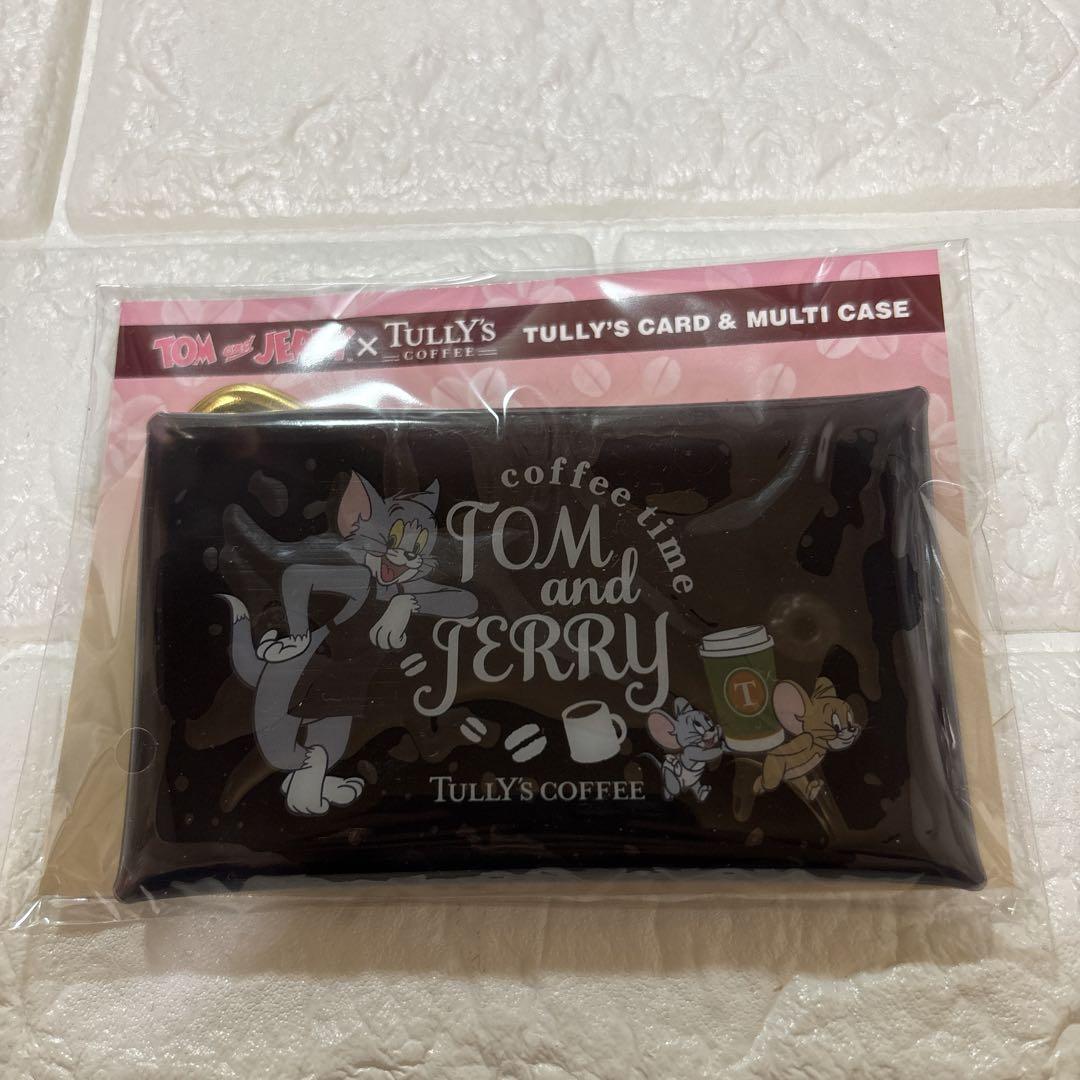 TOM and JERRY × TULLY'S COFFEE TULLY'S CARD & MULTI CASE
coffee time
TOM
and
JERRY
T
TULLY'S COFFEE